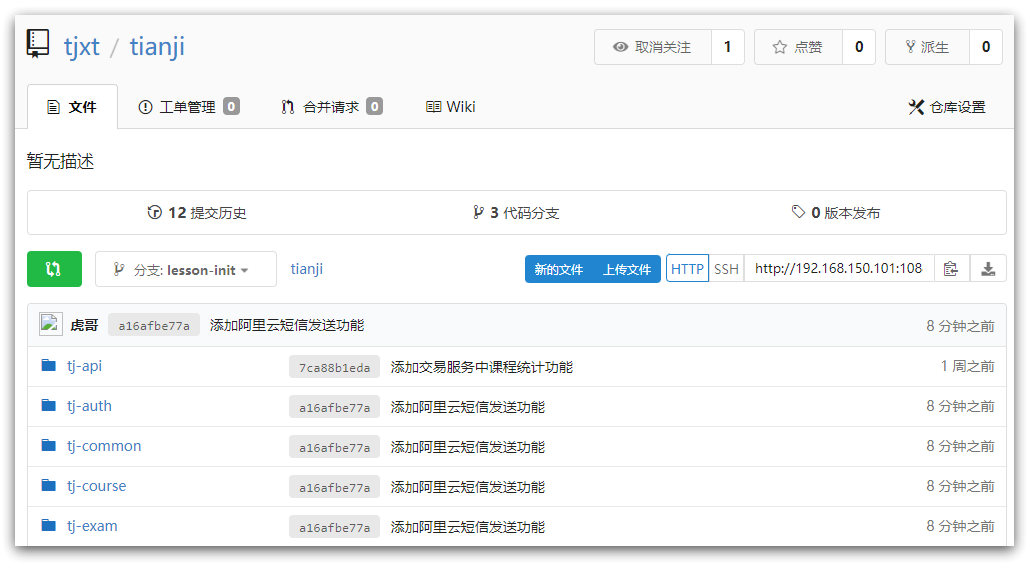 tjxt / tianji 取消关注 1 点赞 0 派生 0
文件 工单管理 0 合并请求 0 Wiki 仓库设置
暂无描述
12 提交历史 3 代码分支 0 版本发布
分支: lesson-init tianji 新的文件 上传文件 HTTP SSH http://192.168.150.101:108
虎哥 a16afbe77a 添加阿里云短信发送功能 8 分钟之前
tj-api 7ca88b1eda 添加交易服务中课程统计功能 1 周之前
tj-auth a16afbe77a 添加阿里云短信发送功能 8 分钟之前
tj-common a16afbe77a 添加阿里云短信发送功能 8 分钟之前
tj-course a16afbe77a 添加阿里云短信发送功能 8 分钟之前
tj-exam a16afbe77a 添加阿里云短信发送功能 8 分钟之前